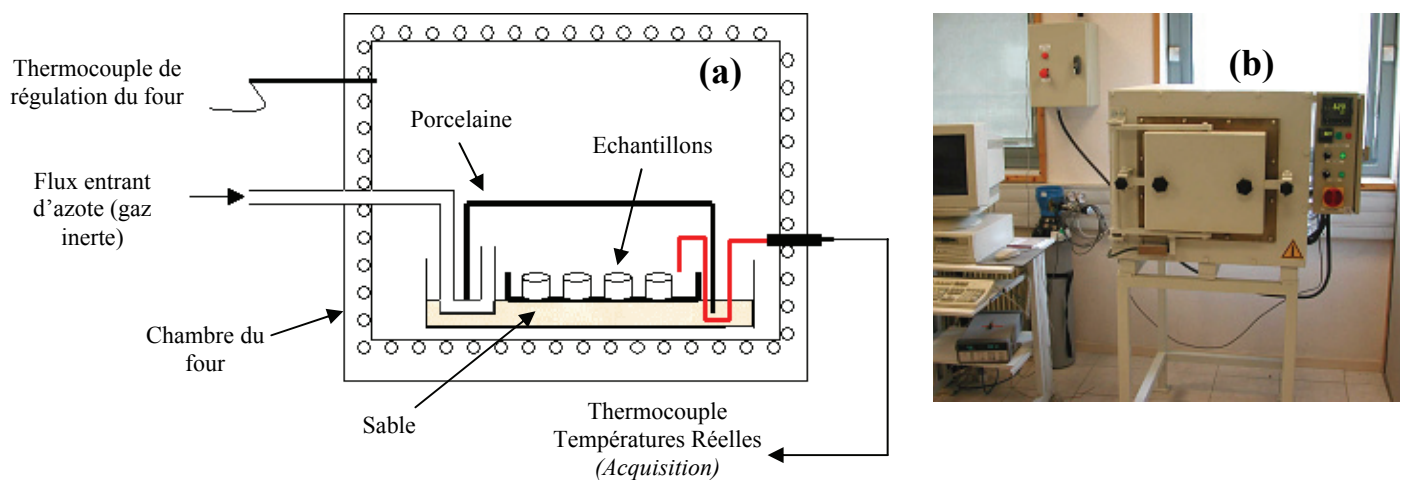 (a)
(b)
Thermocouple de
régulation du four
Porcelaine
Echantillons
Flux entrant
d’azote (gaz
inerte)
Chambre du
four
Sable
Thermocouple
Températures Réelles
(Acquisition)